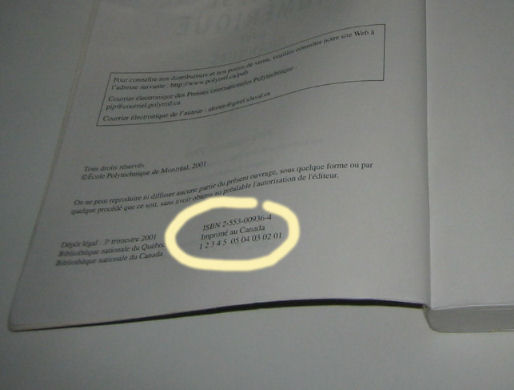 Pour connaître nos distributeurs et nos points de vente, veuillez consulter notre site Web à
l'adresse suivante : http://www.polymtl.ca/pub
Courrier électronique des Presses internationales Polytechnique :
pip@courriel.polymtl.ca
Courrier électronique de l'auteur :
Tous droits réservés
©École Polytechnique de Montréal, 2001
On ne peut reproduire ni diffuser aucune partie du présent ouvrage, sous quelque forme ou par
quelque procédé que ce soit, sans avoir obtenu au préalable l'autorisation de l'éditeur.
Dépôt légal : 3e trimestre 2001
Bibliothèque nationale du Québec
Bibliothèque nationale du Canada
ISBN 2-553-00936-4
Imprimé au Canada
1 2 3 4 5 05 04 03 02 01